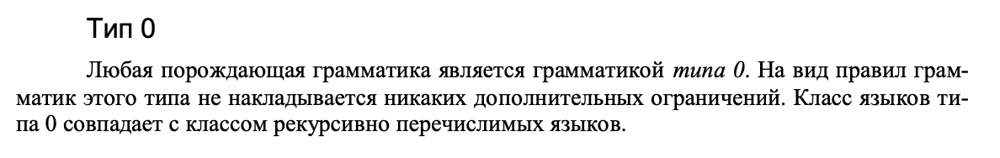 Тип 0
Любая порождающая грамматика является грамматикой типа 0. На вид правил грам-
матик этого типа не накладывается никаких дополнительных ограничений. Класс языков ти-
па 0 совпадает с классом рекурсивно перечислимых языков.